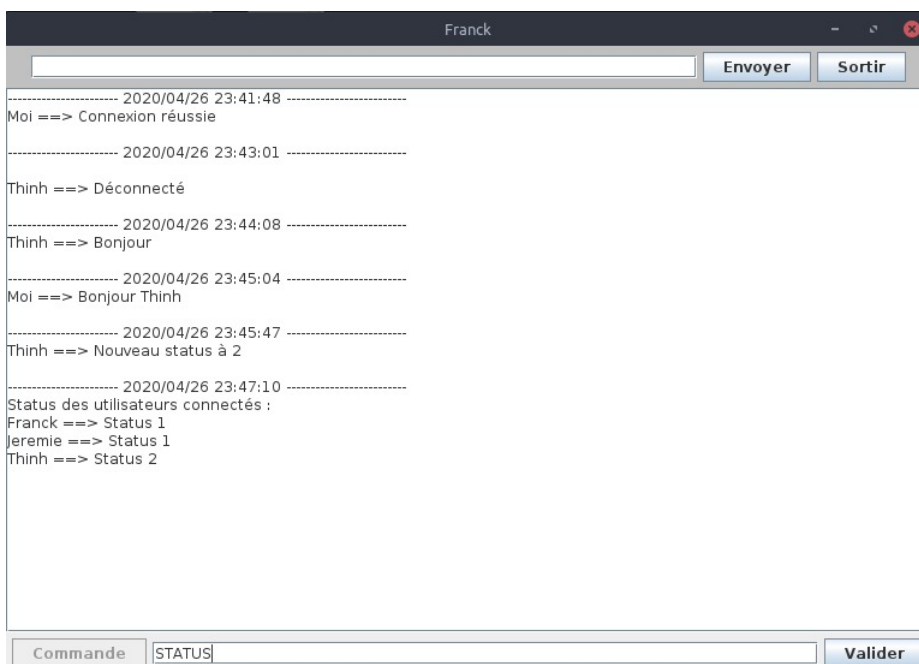 Franck
Envoyer Sortir
----------------------- 2020/04/26 23:41:48 -------------------------
Moi ==> Connexion réussie
----------------------- 2020/04/26 23:43:01 -------------------------
Thinh ==> Déconnecté
----------------------- 2020/04/26 23:44:08 -------------------------
Thinh ==> Bonjour
----------------------- 2020/04/26 23:45:04 -------------------------
Moi ==> Bonjour Thinh
----------------------- 2020/04/26 23:45:47 -------------------------
Thinh ==> Nouveau status à 2
----------------------- 2020/04/26 23:47:10 -------------------------
Status des utilisateurs connectés :
Franck ==> Status 1
Jeremie ==> Status 1
Thinh ==> Status 2
Commande STATUS Valider